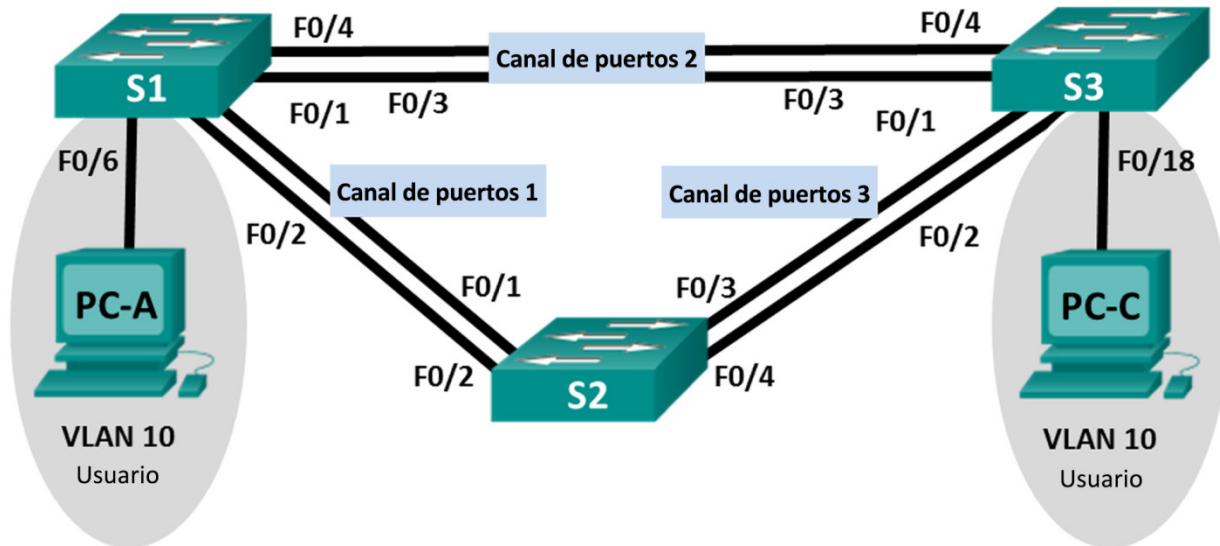 F0/4
F0/4
Canal de puertos 2
S1
S3
F0/1
F0/3
F0/3
F0/1
F0/6
F0/18
Canal de puertos 1
Canal de puertos 3
F0/2
F0/2
PC-A
PC-C
F0/1
F0/3
F0/2
F0/4
S2
VLAN 10
Usuario
VLAN 10
Usuario